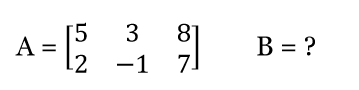 A = [5 3 8
2 −1 7] B = ?